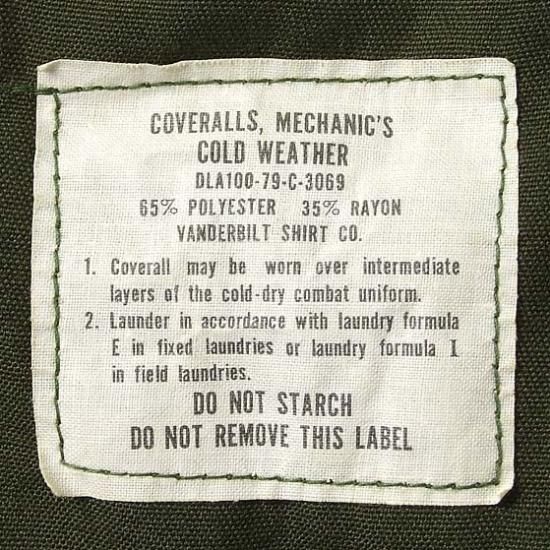 COVERALLS, MECHANIC'S
COLD WEATHER
DLA100-79-C-3069
65% POLYESTER 35% RAYON
VANDERBILT SHIRT CO.
1. Coverall may be worn over intermediate
layers of the cold-dry combat uniform.
2. Launder in accordance with laundry formula
E in fixed laundries or laundry formula I
in field laundries.
DO NOT STARCH
DO NOT REMOVE THIS LABEL